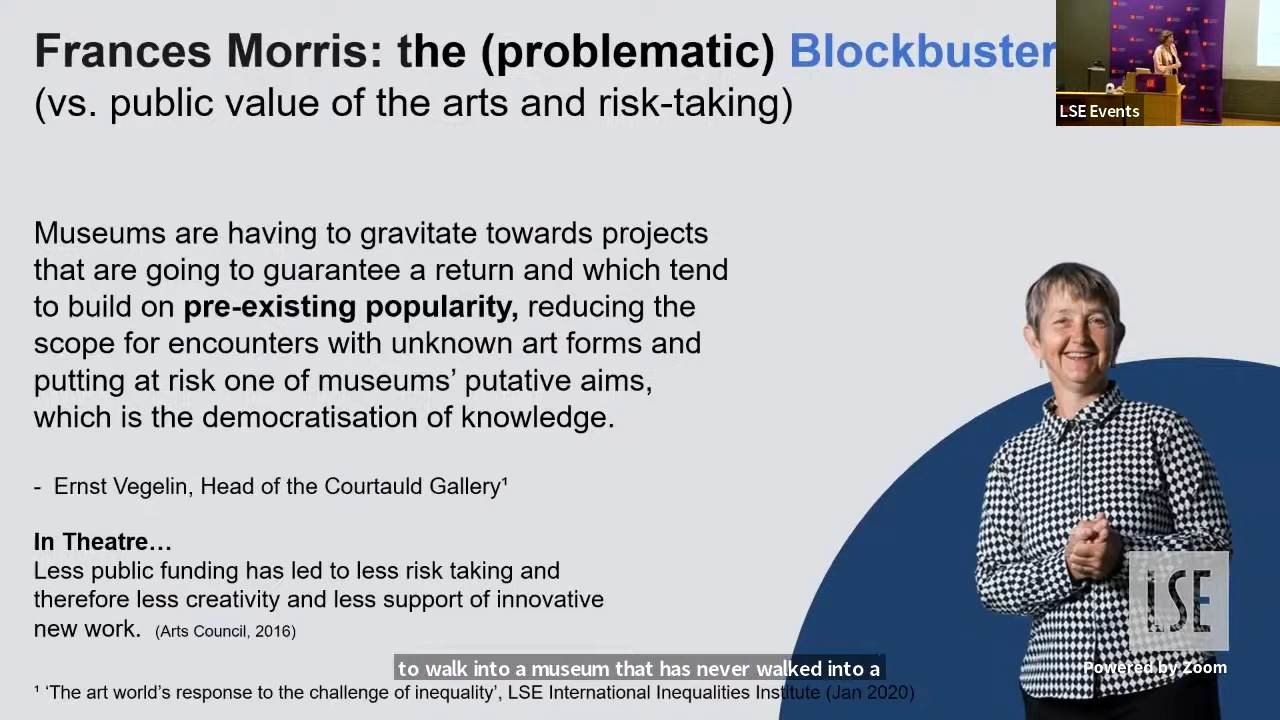 Frances Morris: the (problematic) Blockbuster
(vs. public value of the arts and risk-taking)
LSE Events
Museums are having to gravitate towards projects
that are going to guarantee a return and which tend
to build on pre-existing popularity, reducing the
scope for encounters with unknown art forms and
putting at risk one of museums’ putative aims,
which is the democratisation of knowledge.
- Ernst Vegelin, Head of the Courtauld Gallery¹
In Theatre…
Less public funding has led to less risk taking and
therefore less creativity and less support of innovative
new work. (Arts Council, 2016)
LSE
Powered by Zoom
to walk into a museum that has never walked into a
¹ ‘The art world’s response to the challenge of inequality’, LSE International Inequalities Institute (Jan 2020)